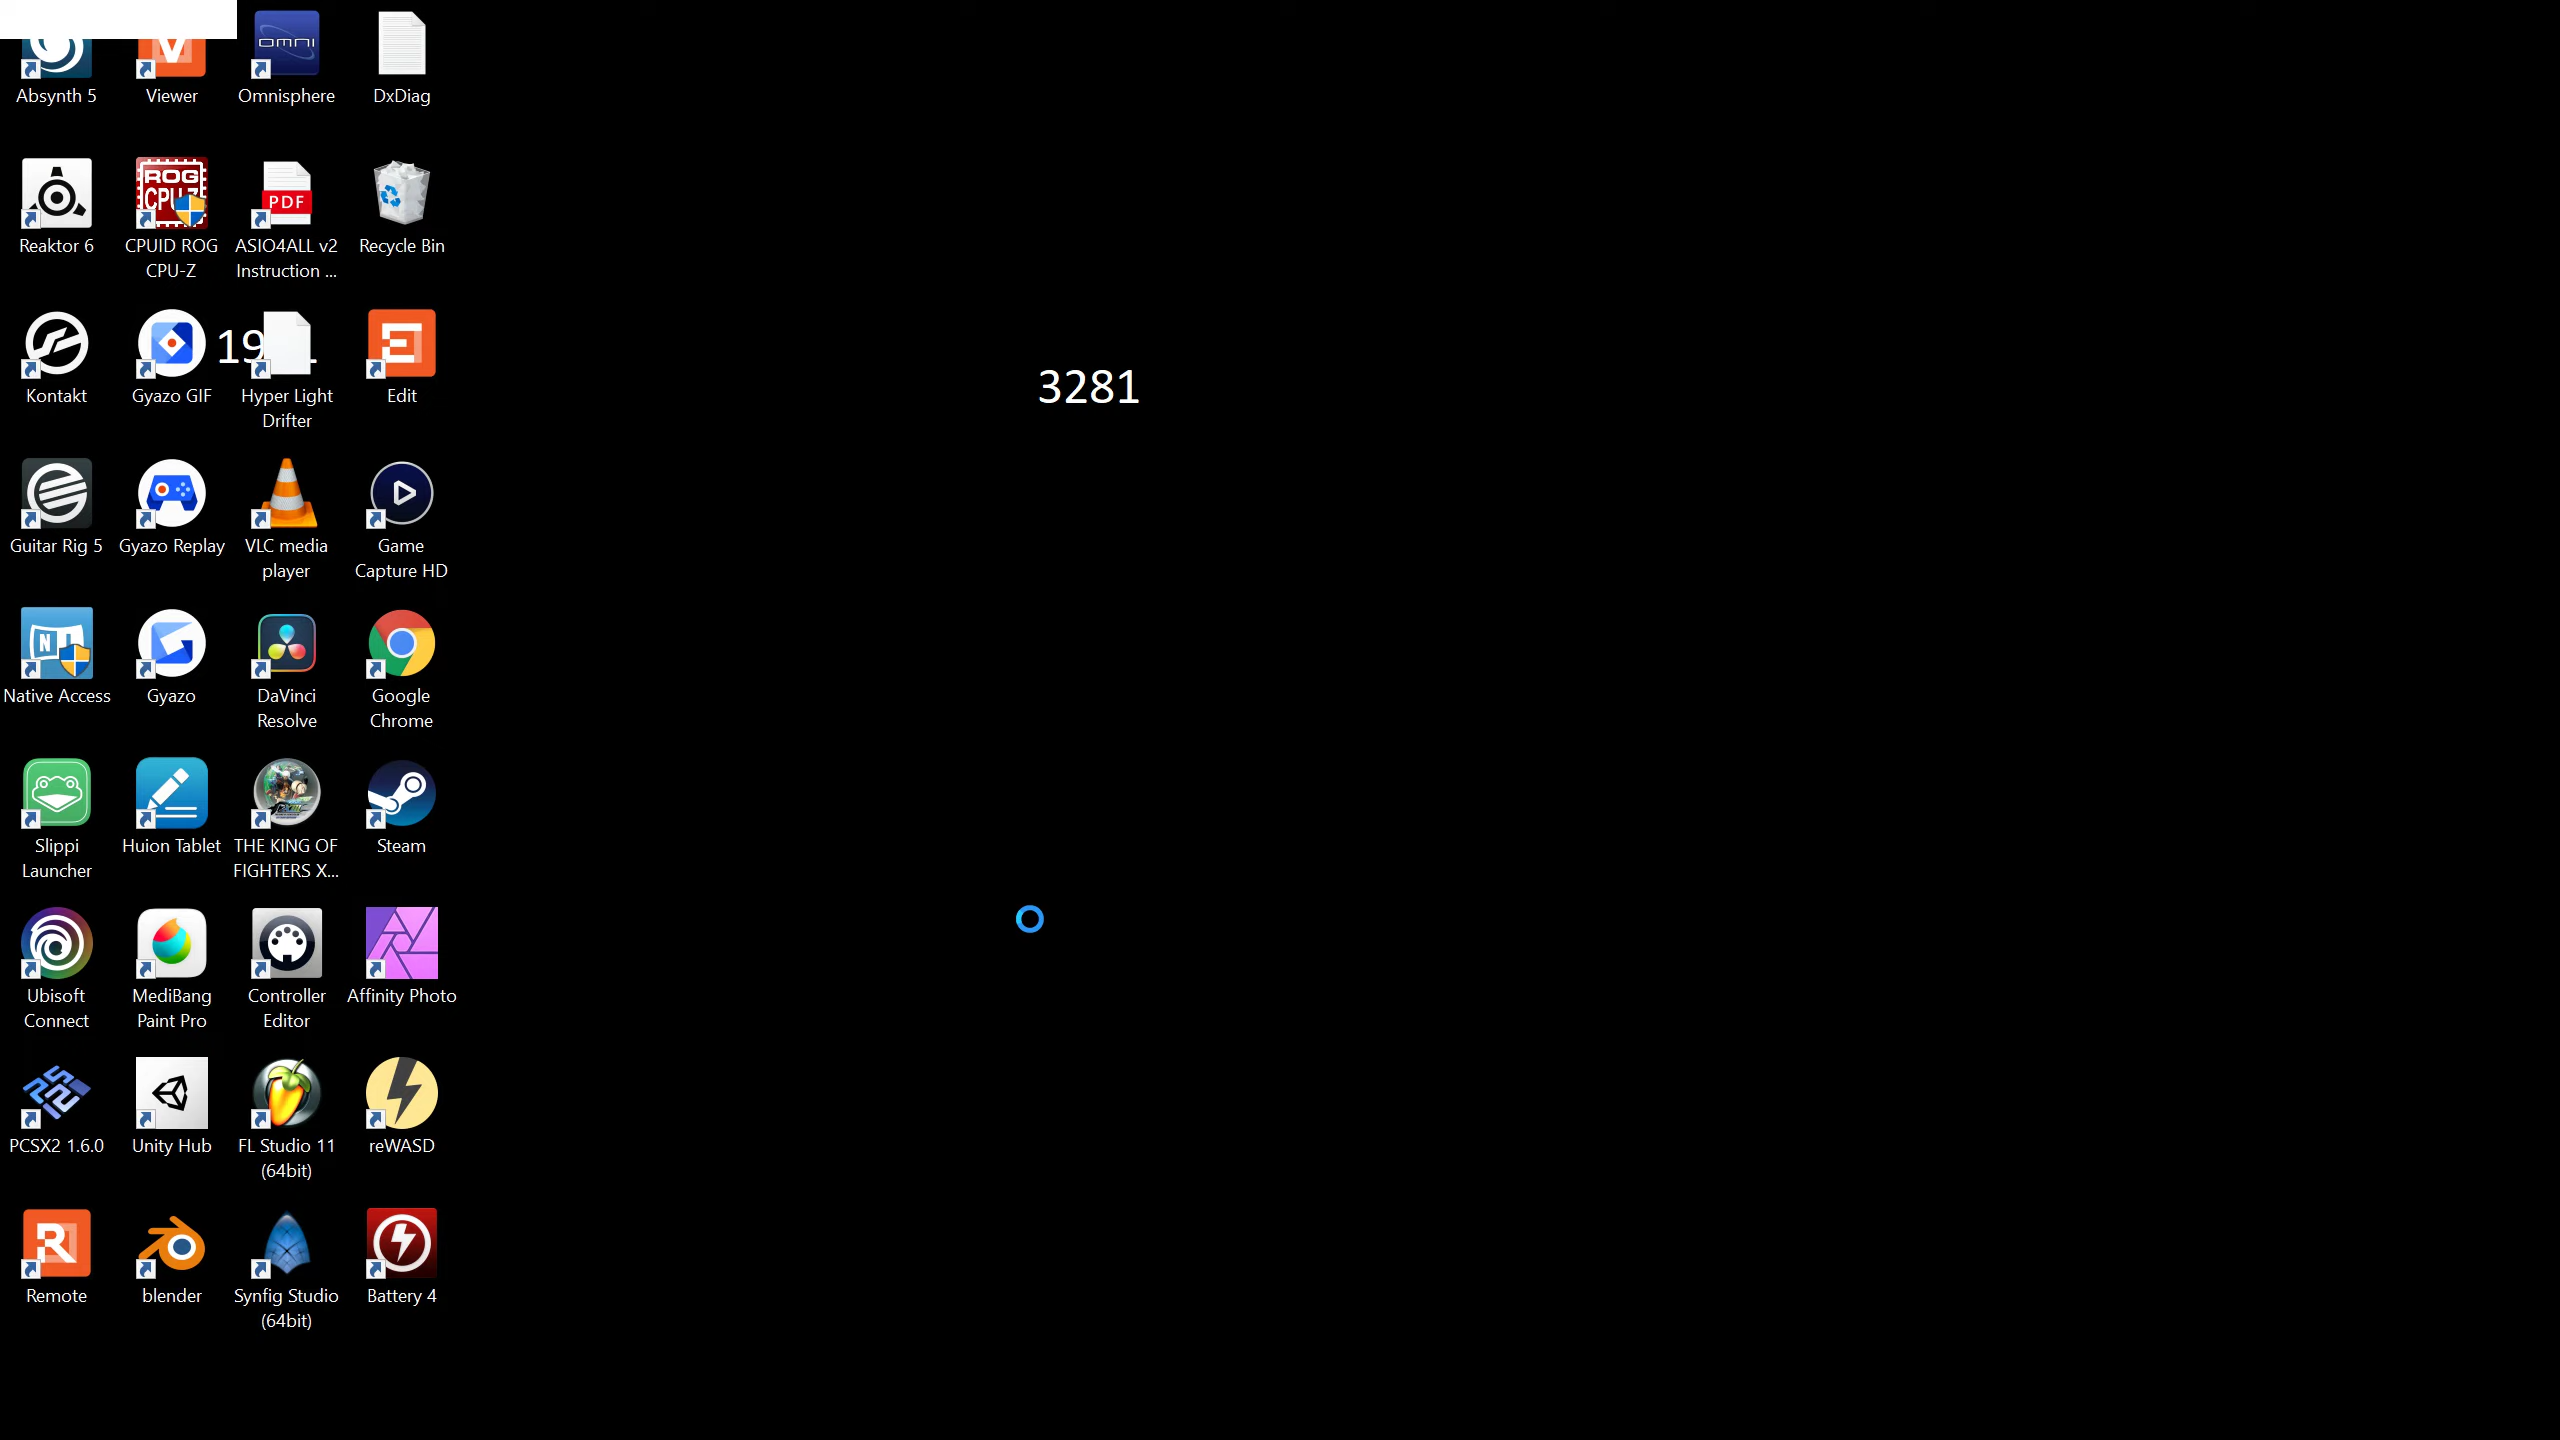 Absynth 5
Viewer
OMNI
Omnisphere
DxDiag
Reaktor 6
ROG
CPUID ROG
CPU-Z
PDF
ASIO4ALL v2
Instruction ...
Recycle Bin
Kontakt
Gyazo GIF
Hyper Light
Drifter
Edit
3281
Guitar Rig 5
Gyazo Replay
VLC media
player
Game
Capture HD
Native Access
Gyazo
DaVinci
Resolve
Google
Chrome
Slippi
Launcher
Huion Tablet
THE KING OF
FIGHTERS X...
Steam
Ubisoft
Connect
MediBang
Paint Pro
Controller
Editor
Affinity Photo
PCSX2 1.6.0
Unity Hub
FL Studio 11
(64bit)
reWASD
Remote
blender
Synfig Studio
(64bit)
Battery 4